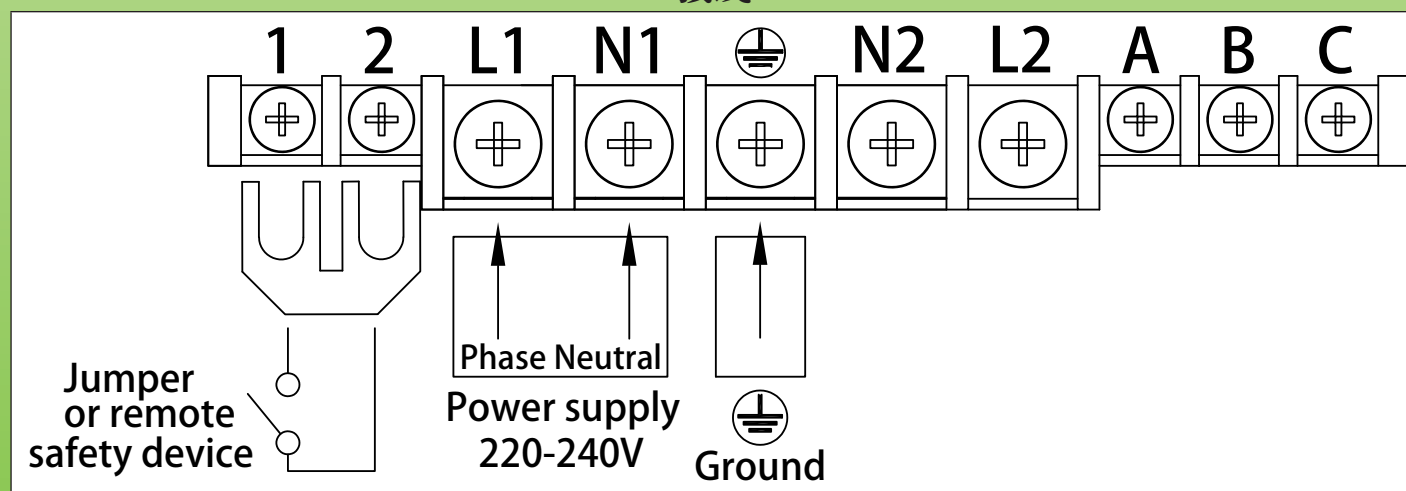 1 2 L1 N1 N2 L2 A B C
Phase Neutral
Jumper
or remote
safety device
Power supply
220-240V
Ground